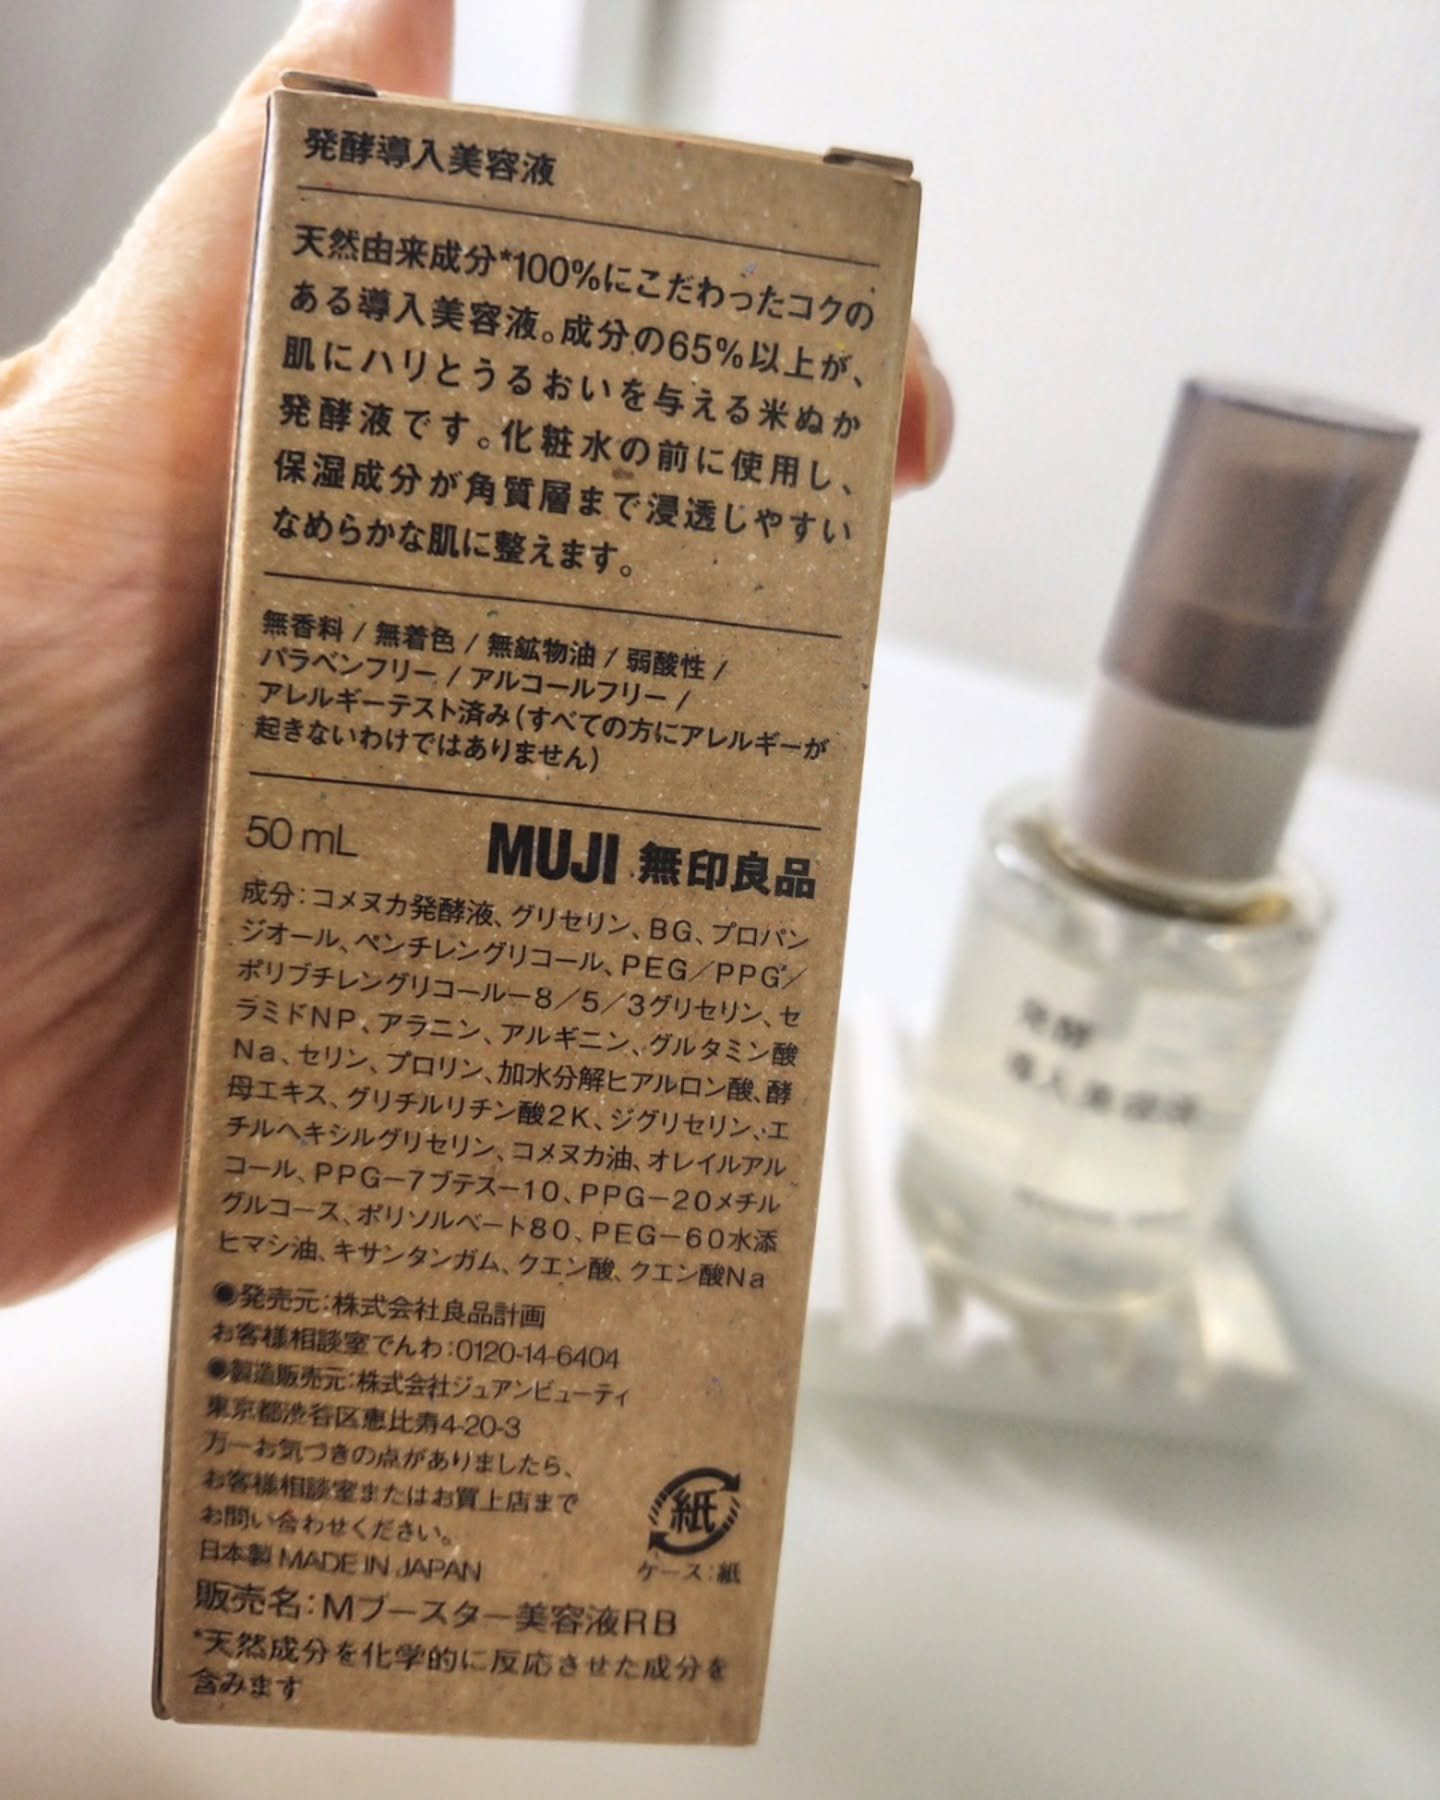 発酵導入美容液
天然由来成分*100%にこだわったコクの
ある導入美容液。成分の65%以上が、
肌にハリとうるおいを与える米ぬか
発酵液です。化粧水の前に使用し、
保湿成分が角質層まで浸透しやすい
なめらかな肌に整えます。
無香料 / 無着色 / 無鉱物油 / 弱酸性 /
パラベンフリー / アルコールフリー /
アレルギーテスト済み(すべての方にアレルギーが
起きないわけではありません)
50 mL MUJI 無印良品
成分:コメヌカ発酵液、グリセリン、BG、プロパン
ジオール、ペンチレングリコール、PEG/PPG/
ポリブチレングリコールー8/5/3グリセリン、セ
ラミドNP、アラニン、アルギニン、グルタミン酸
Na、セリン、プロリン、加水分解ヒアルロン酸、酵
母エキス、グリチルリチン酸2K、ジグリセリン、エ
チルヘキシルグリセリン、コメヌカ油、オレイルアル
コール、PPG-7ブテスー10、PPG-20メチル
グルコース、ポリソルベート80、PEG-60水添
ヒマシ油、キサンタンガム、クエン酸、クエン酸Na
●発売元:株式会社良品計画
お客様相談室でんわ:0120-14-6404
●製造販売元:株式会社ジュアンビューティ
東京都渋谷区恵比寿4-20-3
万一お気づきの点がありましたら、
お客様相談室またはお買上店まで
お問い合わせください。
日本製 MADE IN JAPAN
紙
ケース:紙
販売名:Mブースター美容液RB
*天然成分を化学的に反応させた成分を
含みます
発酵
導入美容液